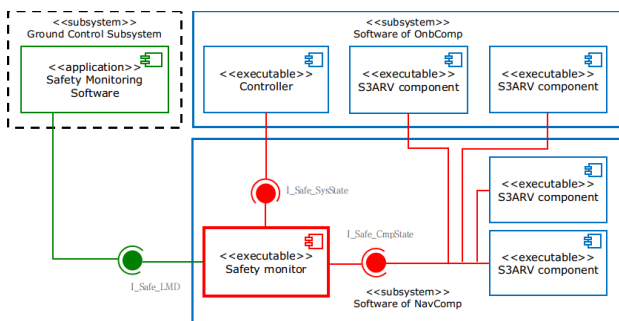 <<subsystem>>
Ground Control Subsystem
<<application>>
Safety Monitoring
Software
<<subsystem>>
Software of OnbComp
<<executable>>
Controller
<<executable>>
S3ARV component
<<executable>>
S3ARV component
I_Safe_SysState
<<executable>>
S3ARV component
I_Safe_CmpState
<<executable>>
Safety monitor
<<executable>>
S3ARV component
I_Safe_LMD
<<subsystem>>
Software of NavComp